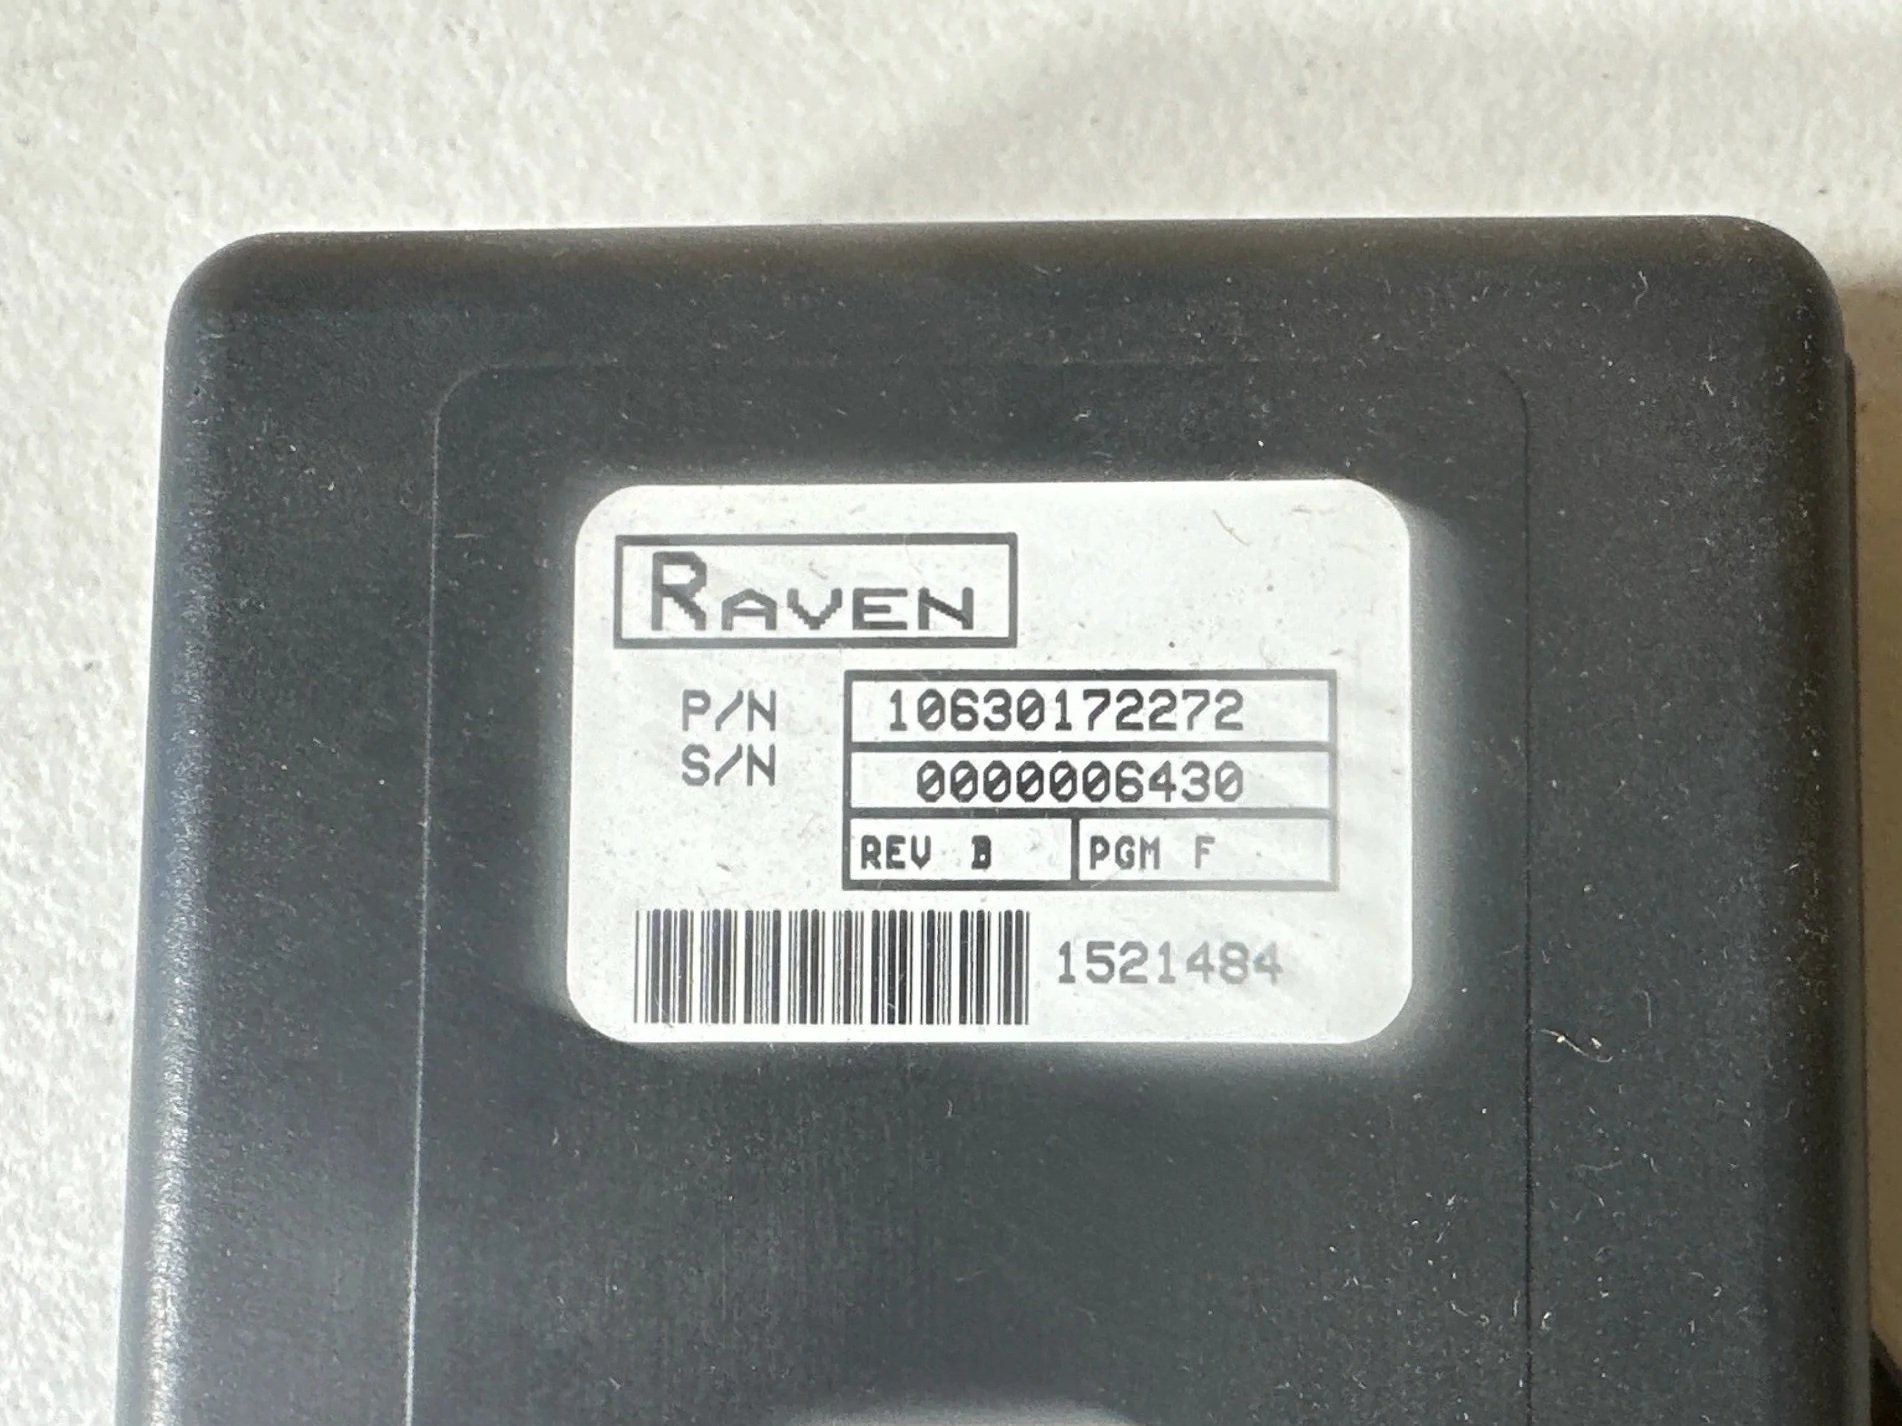 RAVEN
P/N 10630172272
S/N 0000006430
REV B PGM F
1521484